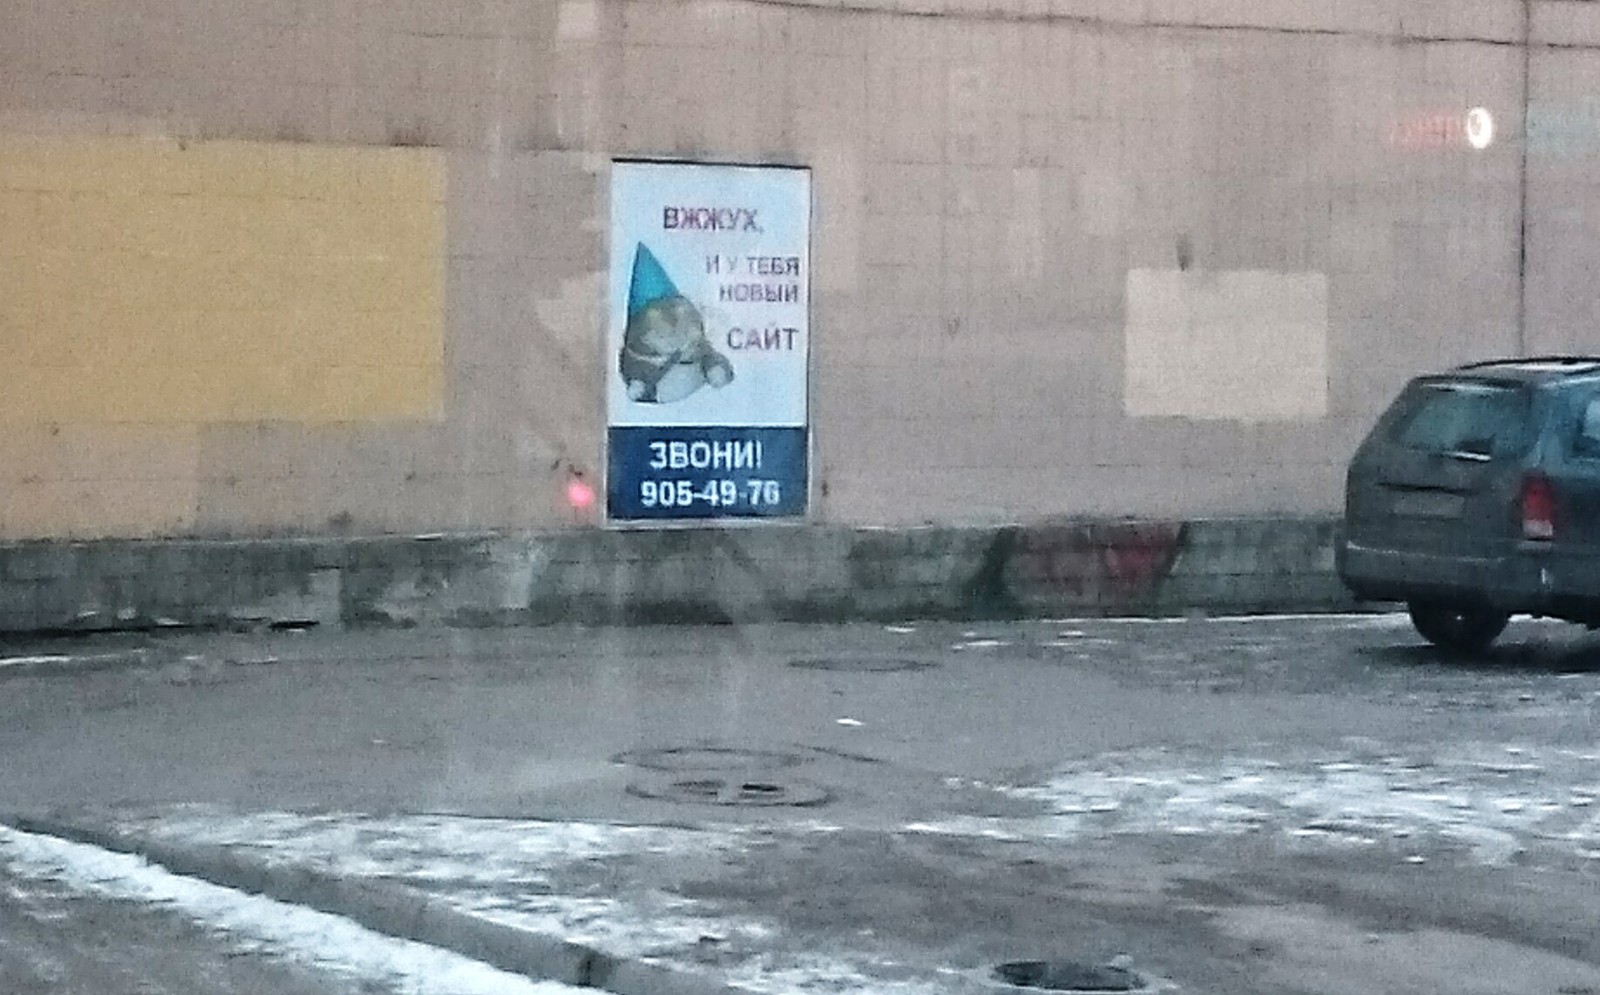 ВЖЖУХ,
И У ТЕБЯ
НОВЫЙ
САЙТ
ЗВОНИ!
905-49-76